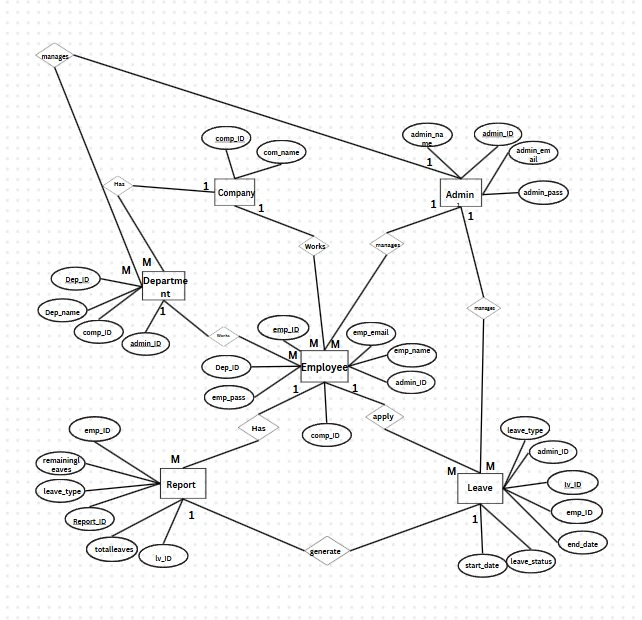 manages
admin_na
me
admin_ID
comp_ID
1
com_name
admin_em
ail
Has
1
Company
Admin
admin_pass
1
1
1
Works
manages
M
M
Dep_ID
Departme
nt
Dep_name
1
manages
comp_ID
admin_ID
Works
emp_ID
emp_email
M
M
M
emp_name
Dep_ID
Employee
admin_ID
emp_pass
1
1
Has
apply
comp_ID
emp_ID
leave_type
admin_ID
M
M
M
remainingl
eaves
Report
Leave
lv_ID
leave_type
emp_ID
Report_ID
1
1
totalleaves
lv_ID
generate
end_date
start_date
leave_status